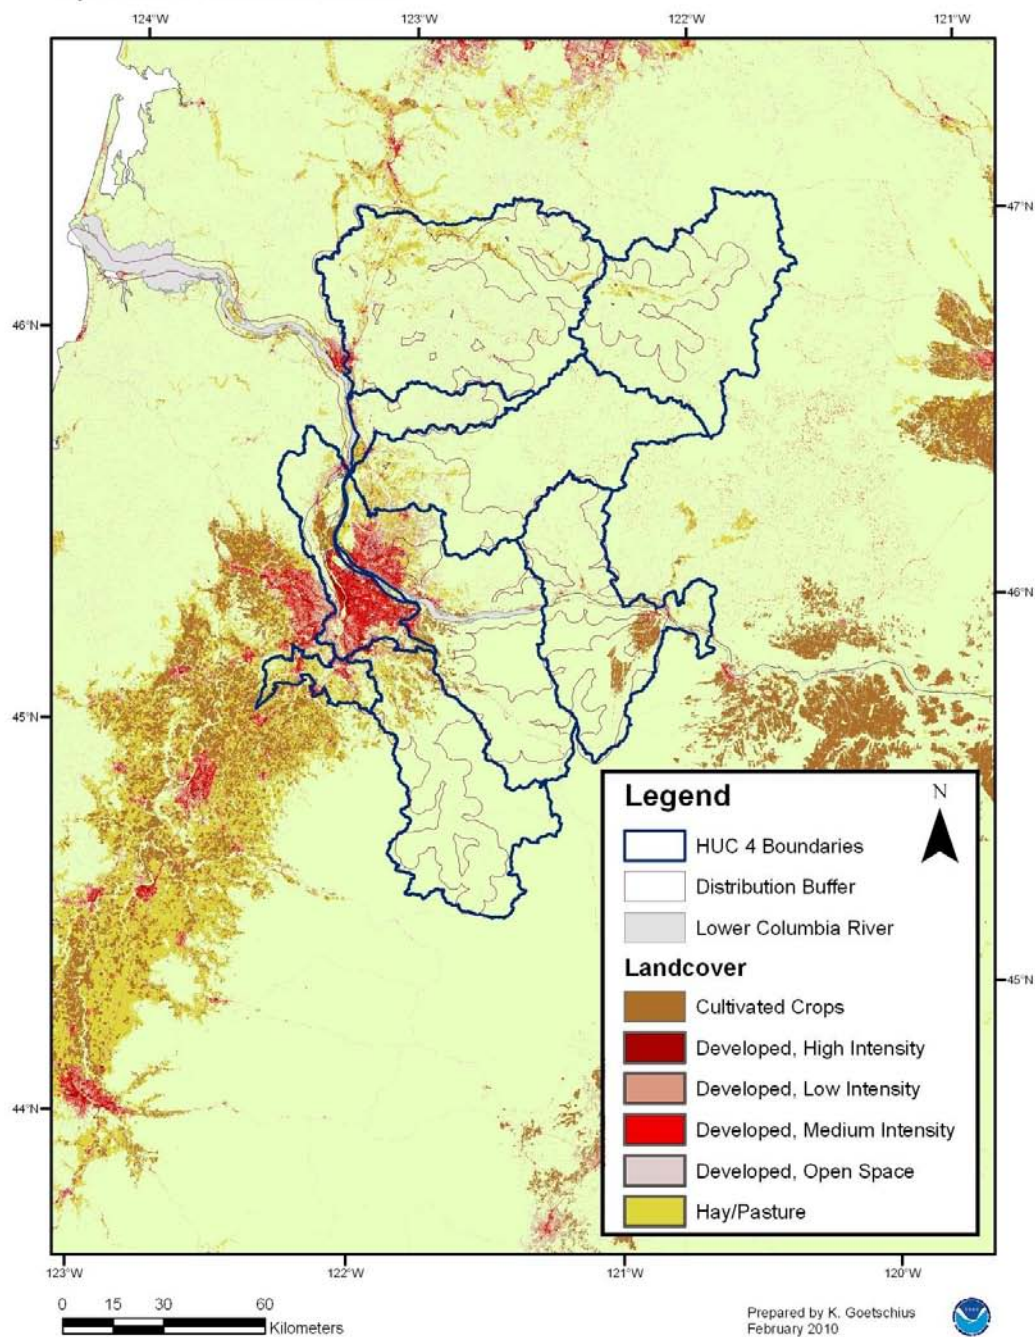 124°W 123°W 122°W 121°W
47°N
46°N
46°N
45°N
Legend
N
HUC 4 Boundaries
Distribution Buffer
Lower Columbia River
Landcover
45°N
Cultivated Crops
Developed, High Intensity
Developed, Low Intensity
44°N
Developed, Medium Intensity
Developed, Open Space
Hay/Pasture
123°W 122°W 121°W 120°W
0 15 30 60
Kilometers
Prepared by K. Goetschius
February 2010